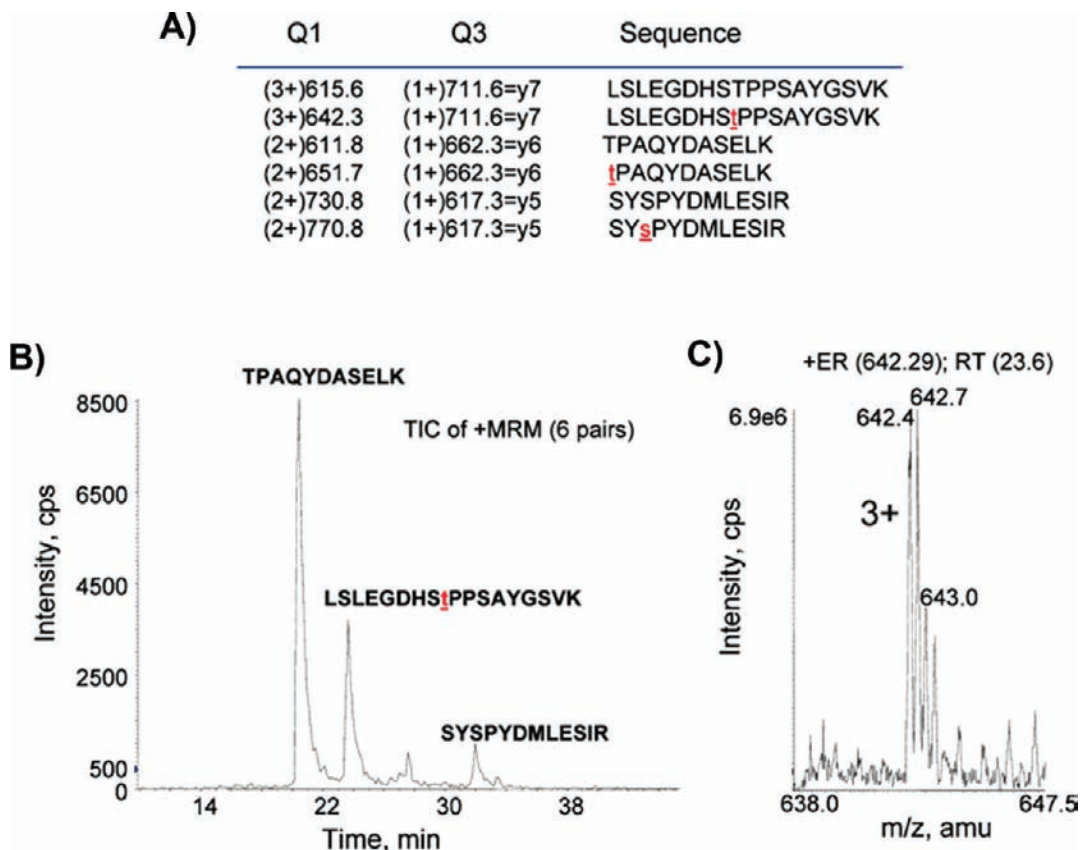 A)
Q1 Q3 Sequence
(3+)615.6 (1+)711.6=y7 LSLEGDHSTPPSAYGSVK
(3+)642.3 (1+)711.6=y7 LSLEGDHStPPSAYGSVK
(2+)611.8 (1+)662.3=y6 TPAQYDASELK
(2+)651.7 (1+)662.3=y6 tPAQYDASELK
(2+)730.8 (1+)617.3=y5 SYSPYDMLESIR
(2+)770.8 (1+)617.3=y5 SYsPYDMLESIR
B)
TPAQYDASELK
TIC of +MRM (6 pairs)
LSLEGDHStPPSAYGSVK
SYSPYDMLESIR
Intensity, cps
8500
6500
4500
2500
500
0
14 22 30 38
Time, min
C)
+ER (642.29); RT (23.6)
6.9e6
642.7
642.4
3+
643.0
Intensity, cps
638.0 647.5
m/z, amu